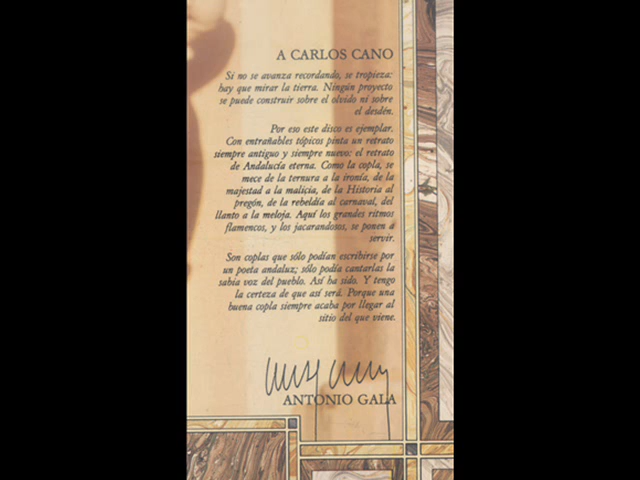 A CARLOS CANO
Si no se avanza recordando, se tropieza:
hay que mirar la tierra. Ningún proyecto
se puede construir sobre el olvido ni sobre
el desdén.
Por eso este disco es ejemplar.
Con entrañables tópicos pinta un retrato
siempre antiguo y siempre nuevo: el retrato
de Andalucía eterna. Como la copla, se
mece de la ternura a la ironía, de la
majestad a la malicia, de la Historia al
pregón, de la rebeldía al carnaval, del
llanto a la meloja. Aquí los grandes ritmos
flamencos, y los jacarandosos, se ponen a
servir.
Son coplas que sólo podían escribirse por
un poeta andaluz; sólo podía cantarlas la
sabia voz del pueblo. Así ha sido. Y tengo
la certeza de que así será. Porque una
buena copla siempre acaba por llegar al
sitio del que viene.
ANTONIO GALA